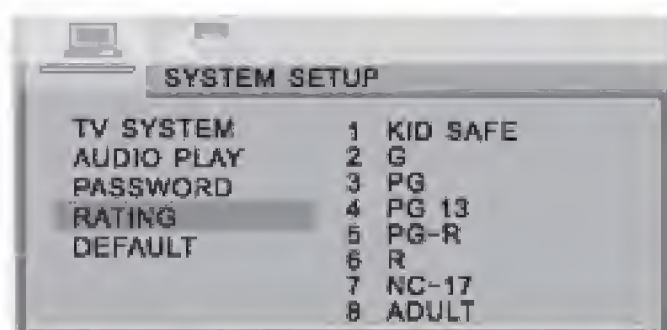 SYSTEM SETUP
TV SYSTEM
AUDIO PLAY
PASSWORD
RATING
DEFAULT
1 KID SAFE
2 G
3 PG
4 PG 13
5 PG-R
6 R
7 NC-17
8 ADULT